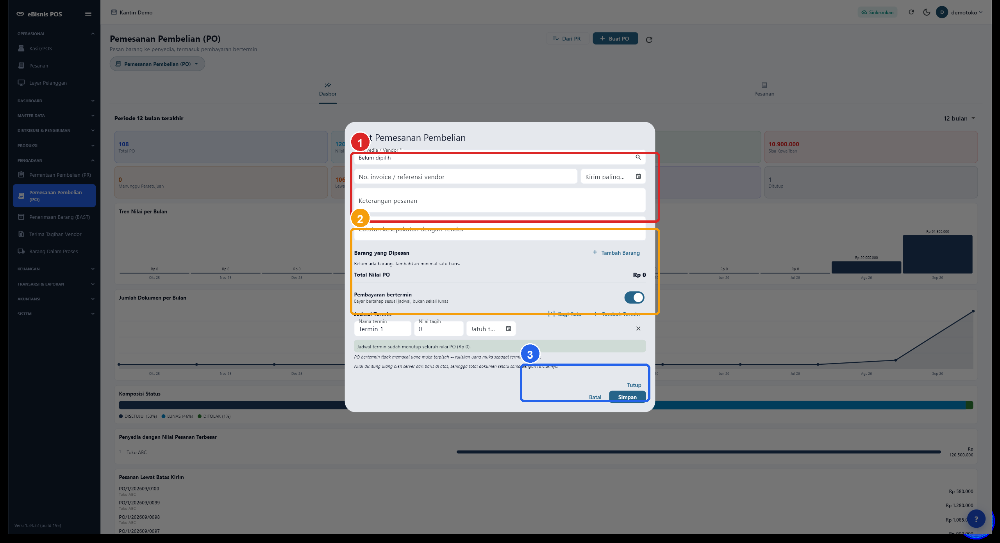 eBisnis POS
Kantin Demo
Sinkronkan
D
demotoko
OPERASIONAL
Kasir/POS
Pesanan
Layar Pelanggan
DASHBOARD
MASTER DATA
DISTRIBUSI & PENGIRIMAN
PRODUKSI
PENGADAAN
Permintaan Pembelian (PR)
Pemesanan Pembelian
(PO)
Penerimaan Barang (BAST)
Terima Tagihan Vendor
Barang Dalam Proses
KEUANGAN
TRANSAKSI & LAPORAN
AKUNTANSI
SISTEM
Versi 1.34.32 (build 195)
Pemesanan Pembelian (PO)
Pesan barang ke penyedia, termasuk pembayaran bertermin
Dari PR
Buat PO
Pemesanan Pembelian (PO)
Dasbor
Pesanan
Periode 12 bulan terakhir
12 bulan
108
Total PO
120
Nilai
10.900.000
Sisa Kewajiban
0
Menunggu Persetujuan
106
Lewa
1
Ditutup
Tren Nilai per Bulan
Rp 0
Rp 0
Rp 0
Rp 0
Rp 0
Rp 29.000.000
Rp 91.500.000
Okt 25
Nov 25
Des 25
Jun 26
Jul 26
Ags 26
Sep 26
Jumlah Dokumen per Bulan
Okt 25
Nov 25
Des 25
Jun 26
Jul 26
Ags 26
Sep 26
Komposisi Status
DISETUJUI (53%)
LUNAS (46%)
DITOLAK (1%)
Penyedia dengan Nilai Pesanan Terbesar
1 Toko ABC
Rp
120.500.000
Pesanan Lewat Batas Kirim
PO/1/202609/0100
Toko ABC
Rp 580.000
PO/1/202609/0099
Toko ABC
Rp 1.280.000
PO/1/202609/0098
Toko ABC
Rp 1.085.0
PO/1/202609/0097
?
1
t Pemesanan Pembelian
/ Vendor *
Belum dipilih
No. invoice / referensi vendor
Kirim paling...
Keterangan pesanan
2
Catatan kesepakatan dengan vendor
Barang yang Dipesan
Tambah Barang
Belum ada barang. Tambahkan minimal satu baris.
Total Nilai PO
Rp 0
Pembayaran bertermin
Bayar bertahap sesuai jadwal, bukan sekali lunas
Jadwal Termin
Bagi Rata
Tambah Termin
Nama termin
Termin 1
Nilai tagih
0
Jatuh t...
Jadwal termin sudah menutup seluruh nilai PO (Rp 0).
3
PO bertermin tidak memakai uang muka terpisah -- tuliskan uang muka sebagai
Nilai dihitung ulang oleh server dari baris di atas, sehingga total dokumen selalu sama dengan rinciannya.
Tutup
Batal
Simpan